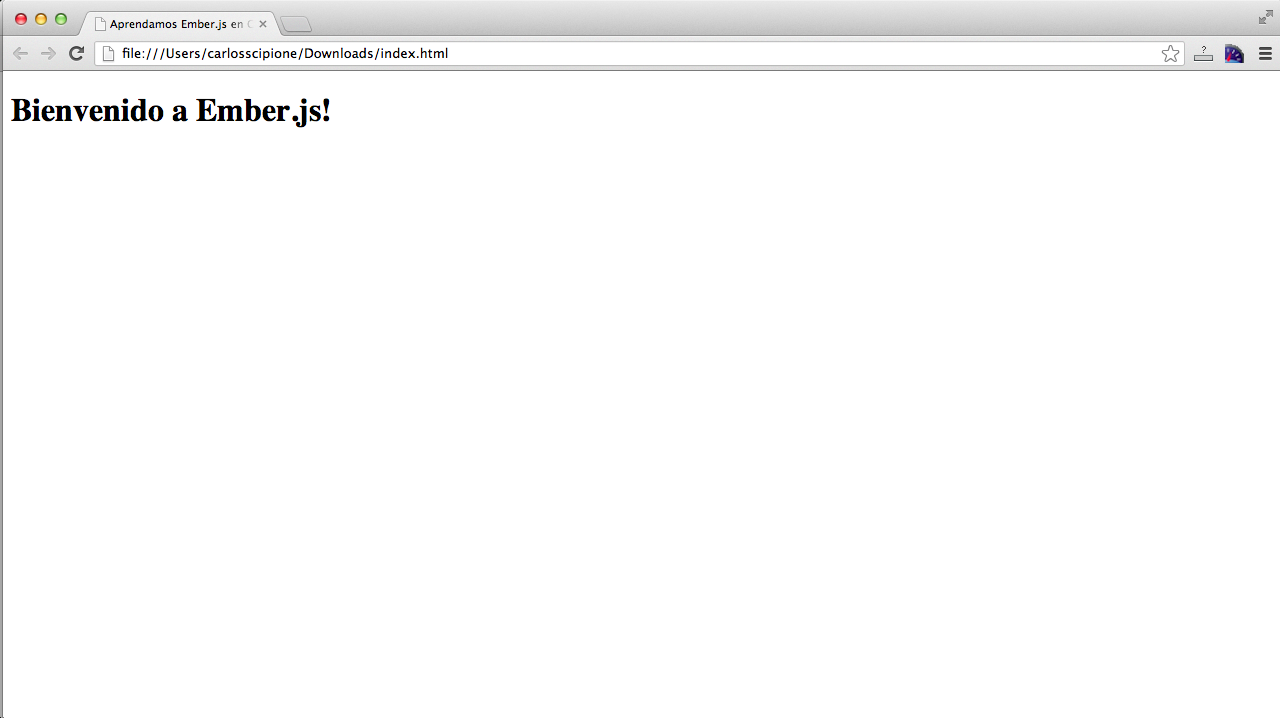 Aprendamos Ember.js en
file:///Users/carlosscipione/Downloads/index.html
Bienvenido a Ember.js!